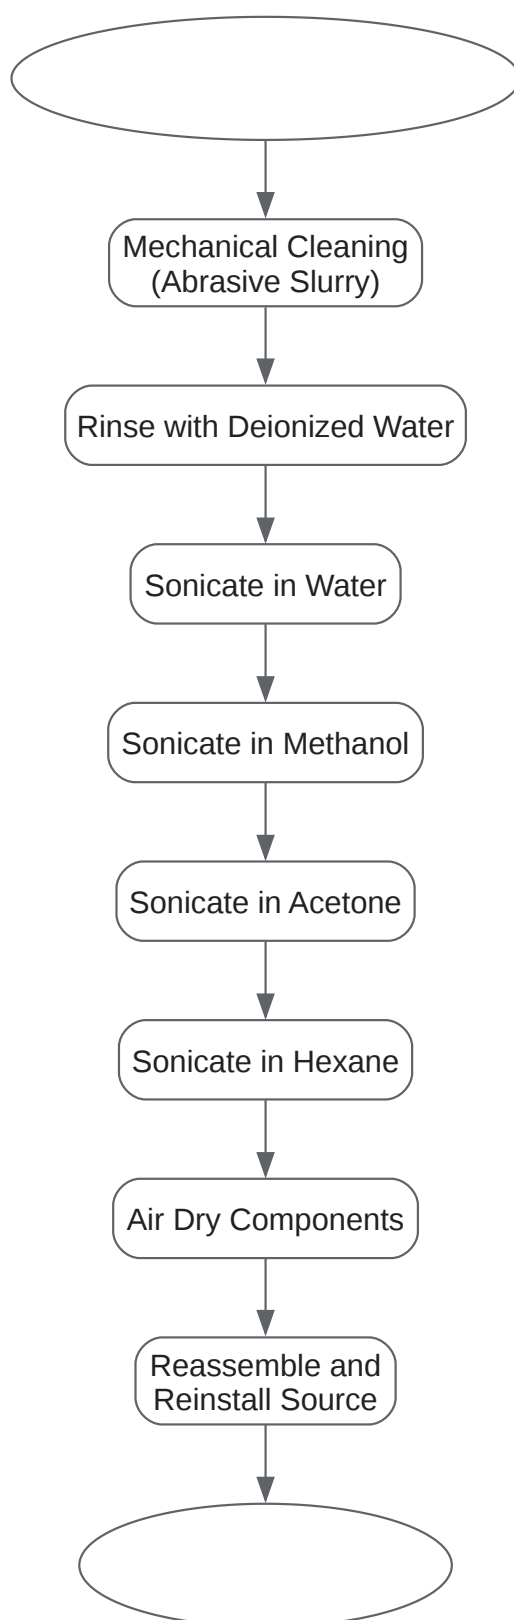 Mechanical Cleaning
(Abrasive Slurry)
Rinse with Deionized Water
Sonicate in Water
Sonicate in Methanol
Sonicate in Acetone
Sonicate in Hexane
Air Dry Components
Reassemble and
Reinstall Source